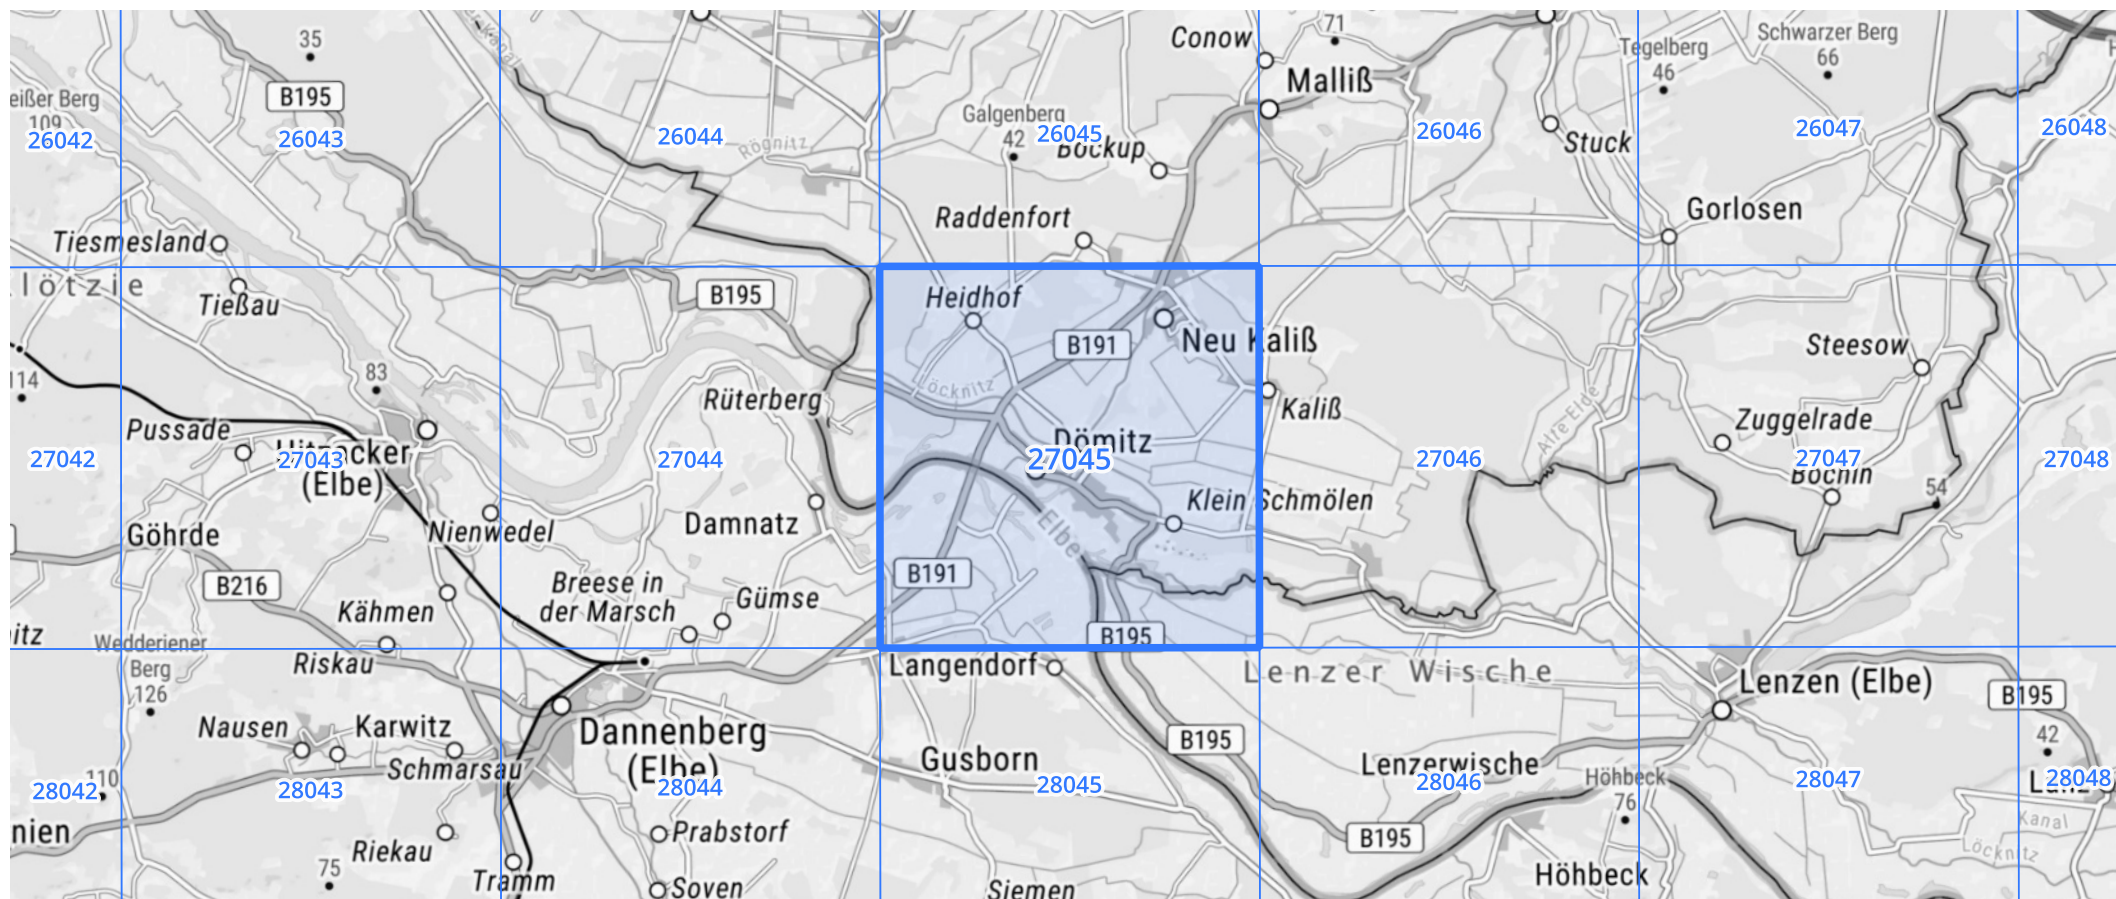 Conow
71
Schwarzer Berg
66
Tegelberg
46
35
B195
Malliß
109
26042
26043
26044
Rögnitz
Galgenberg
42
26045
Bockup
26046
Stuck
26047
26048
Raddenfort
Gorlosen
Tiesmesland
Tießau
B195
Heidhof
B191
Neu Kaliß
Steesow
114
83
Rüterberg
Kaliß
Alte Elde
Zuggelrade
Pussade
Hitzacker
(Elbe)
27042
27043
27044
Dömitz
27045
27046
27047
27048
Bochin
54
Göhrde
Nienwedel
Damnatz
Klein Schmölen
Elbe
B216
Kähmen
Breese in
der Marsch
Gümse
B191
B195
Wedderiener
Berg
126
Riskau
Langendorf
Lenzer Wische
Lenzen (Elbe)
B195
Nausen
Karwitz
Schmarsau
Dannenberg
(Elbe)
Gusborn
B195
Lenzerwische
Höhbeck
76
42
110
28042
28043
28044
28045
28046
28047
28048
Riekau
75
Tramm
Prabstorf
Soven
Siemen
B195
Höhbeck
Kanal
Löcknitz